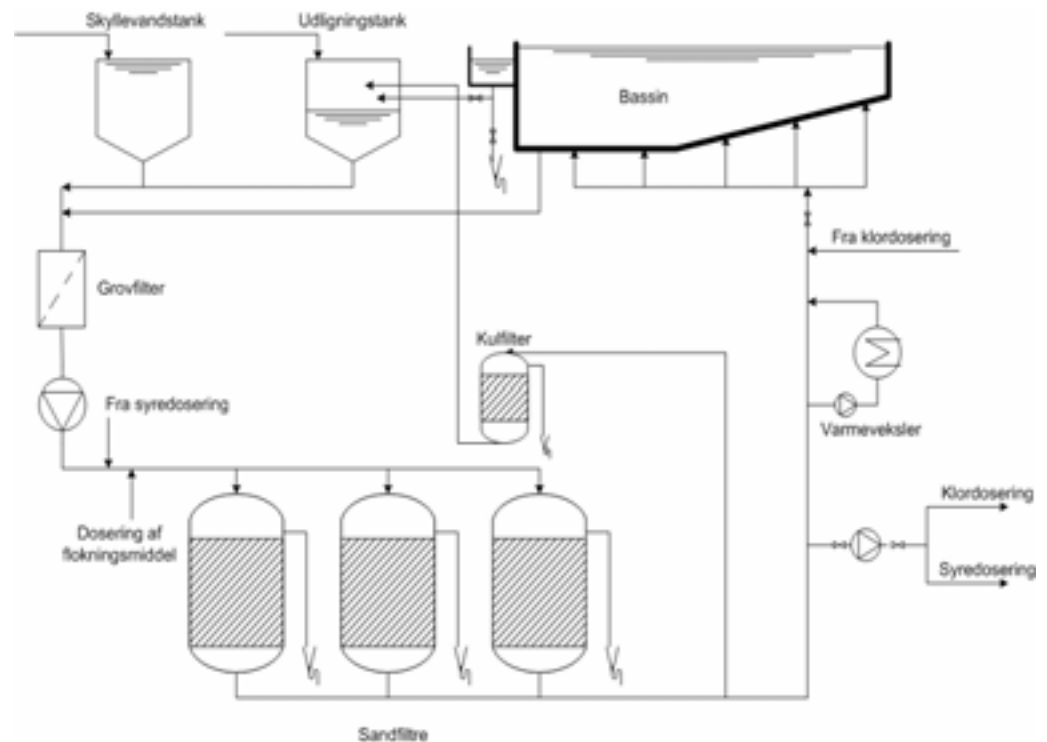 Skyllevandstank
Udligningstank
Bassin
Fra klordosering
Grovfilter
Kulfilter
Fra syredosering
Varmeveksler
Klordosering
Dosering af
flokningsmiddel
Syredosering
Sandfiltre